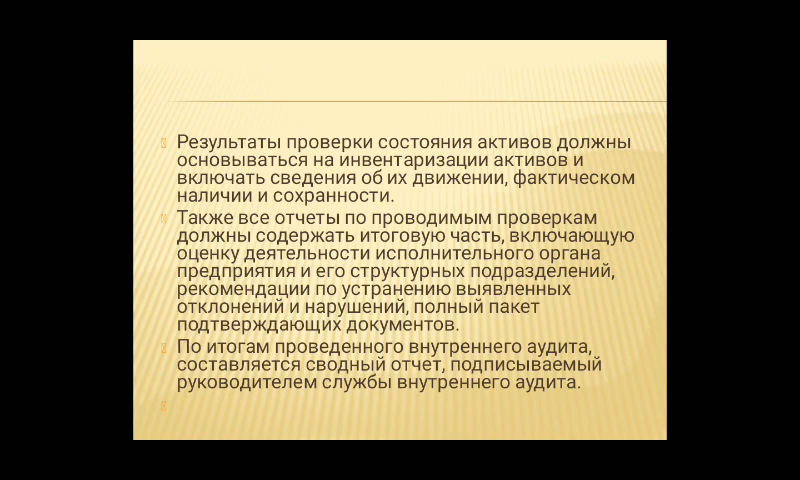 Результаты проверки состояния активов должны
основываться на инвентаризации активов и
включать сведения об их движении, фактическом
наличии и сохранности.
Также все отчеты по проводимым проверкам
должны содержать итоговую часть, включающую
оценку деятельности исполнительного органа
предприятия и его структурных подразделений,
рекомендации по устранению выявленных
отклонений и нарушений, полный пакет
подтверждающих документов.
По итогам проведенного внутреннего аудита,
составляется сводный отчет, подписываемый
руководителем службы внутреннего аудита.